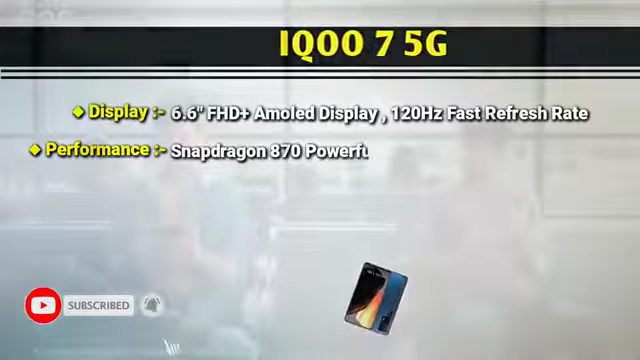 IQOO 7 5G
◆ Display :- 6.6" FHD+ Amoled Display , 120Hz Fast Refresh Rate
◆ Performance :- Snapdragon 870 Powerfu
SUBSCRIBED